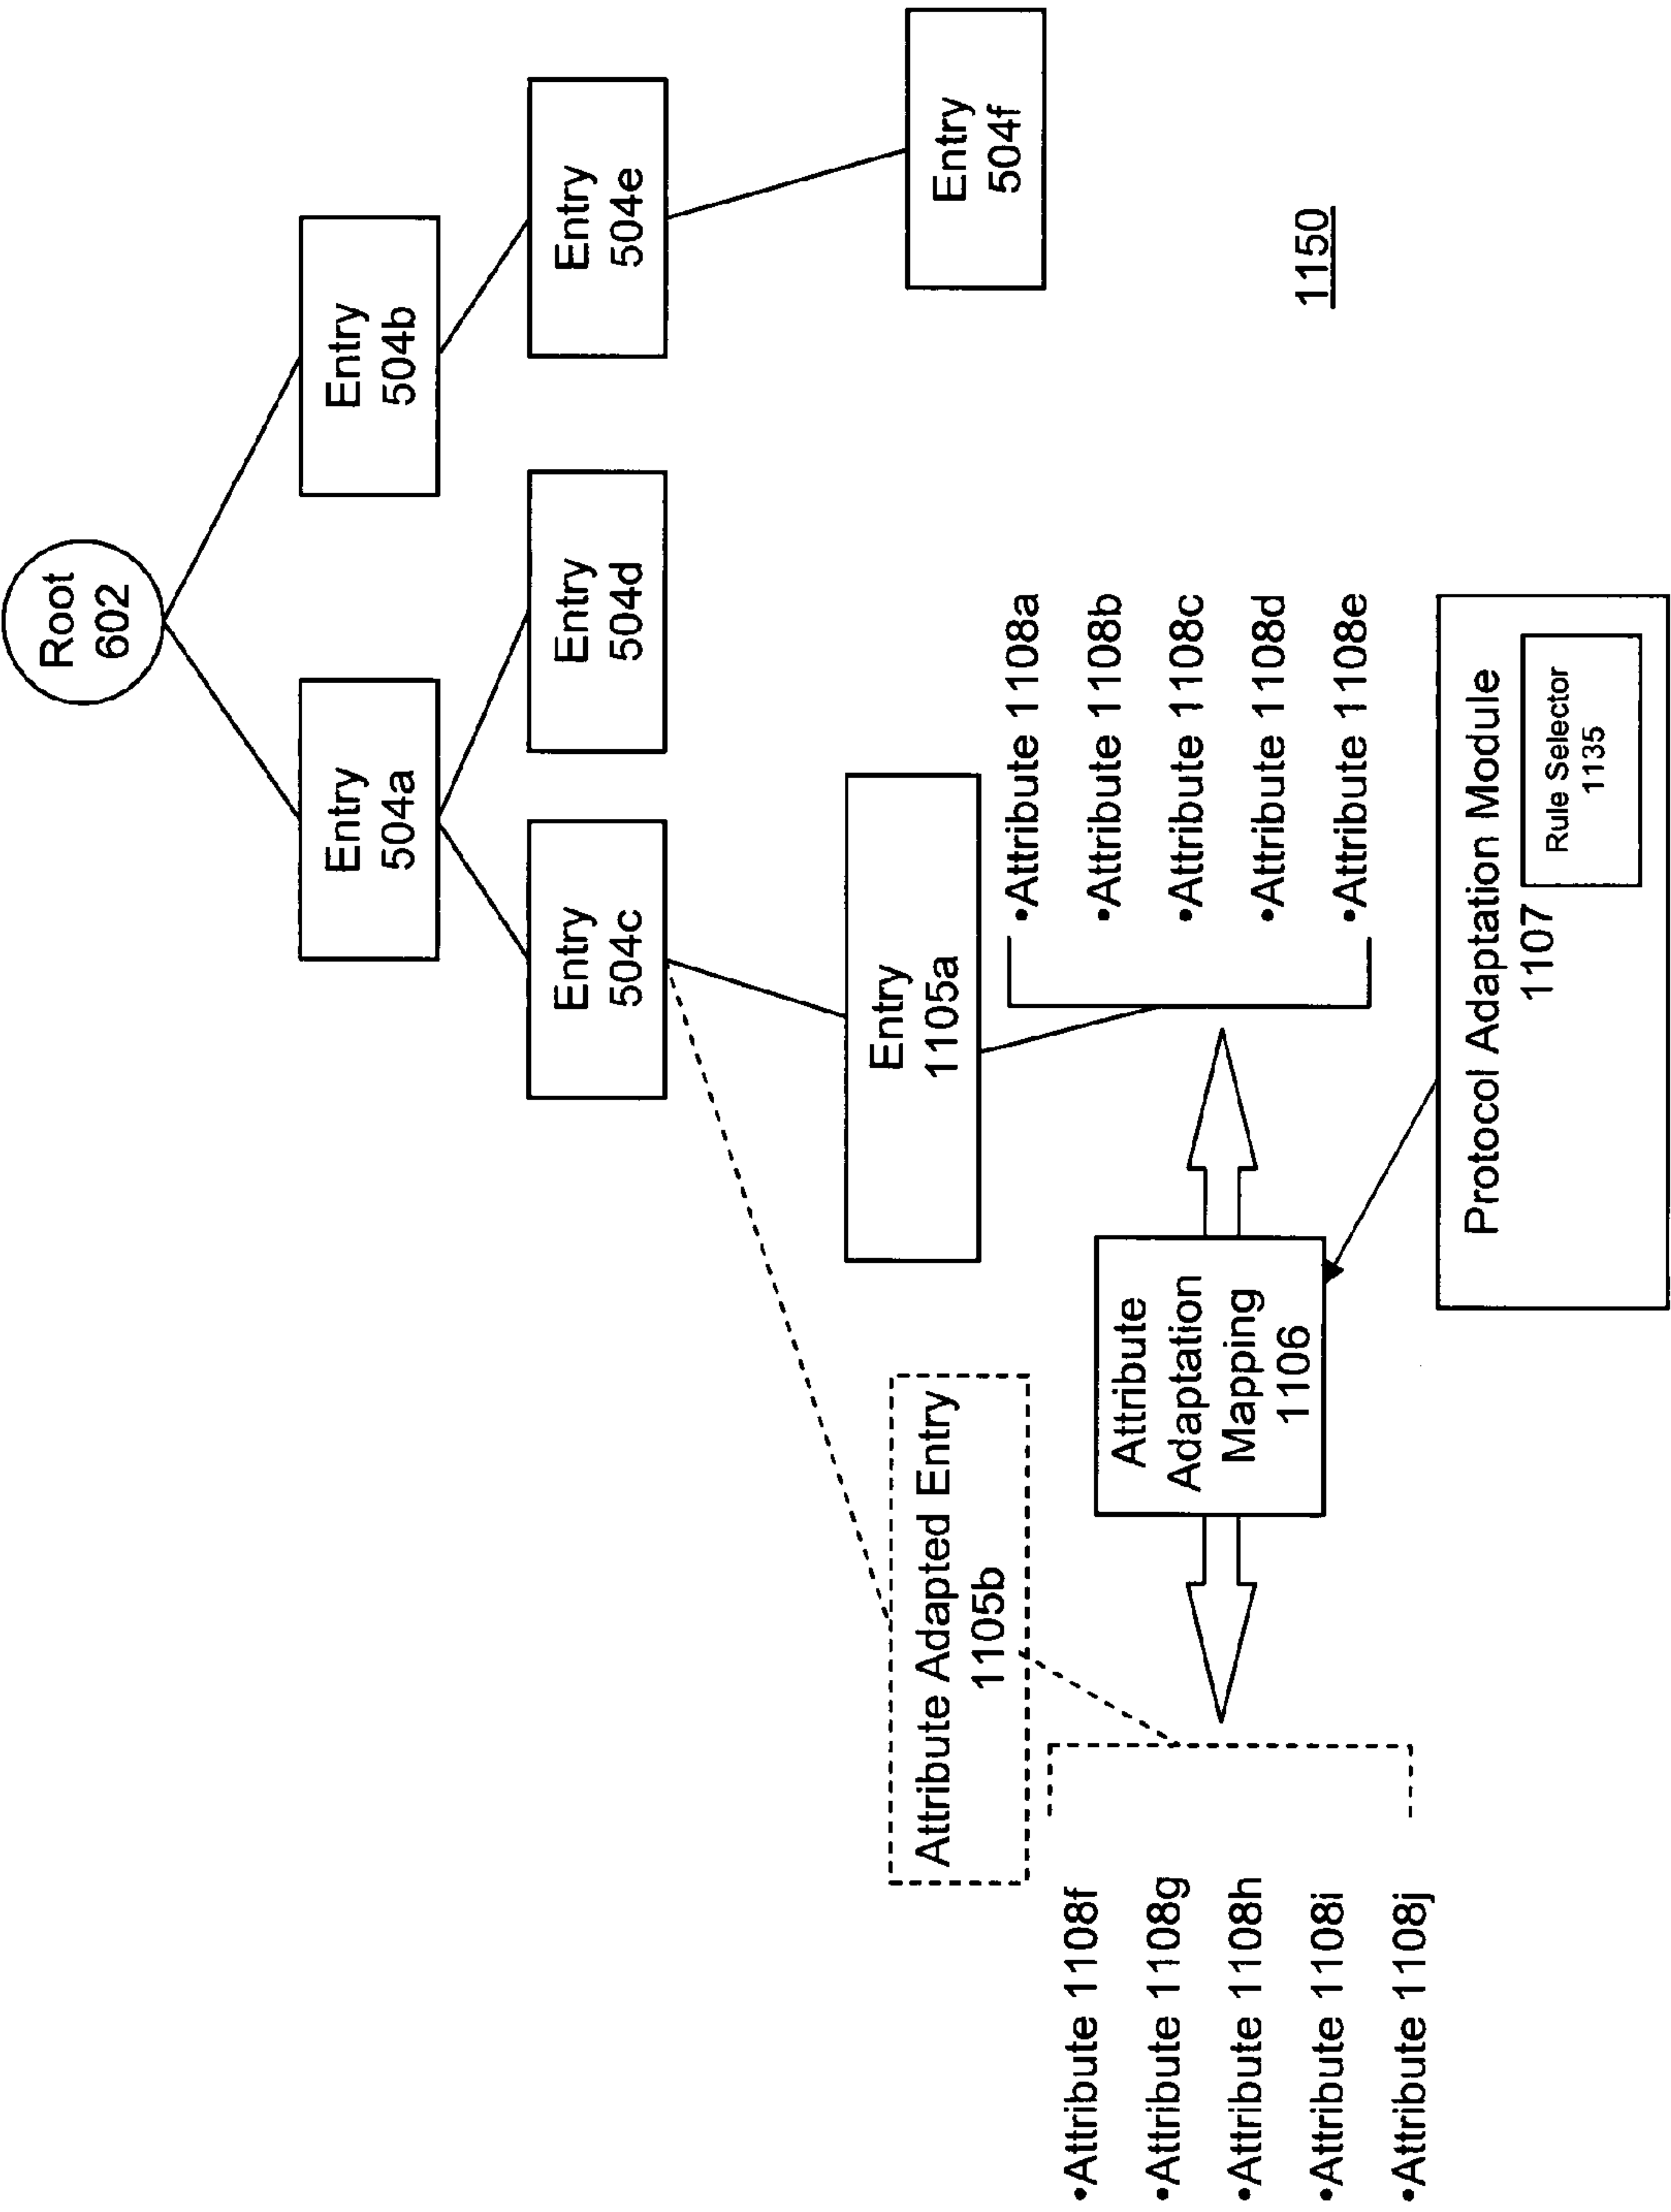 Root
602
Entry
504a
Entry
504b
Entry
504c
Entry
504d
Entry
504e
Entry
1105a
Entry
504f
Attribute Adapted Entry
1105b
•Attribute 1108a
•Attribute 1108b
•Attribute 1108c
•Attribute 1108d
•Attribute 1108e
•Attribute 1108f
•Attribute 1108g
•Attribute 1108h
•Attribute 1108i
•Attribute 1108j
Attribute
Adaptation
Mapping
1106
Protocol Adaptation Module
1107
Rule Selector
1135
1150